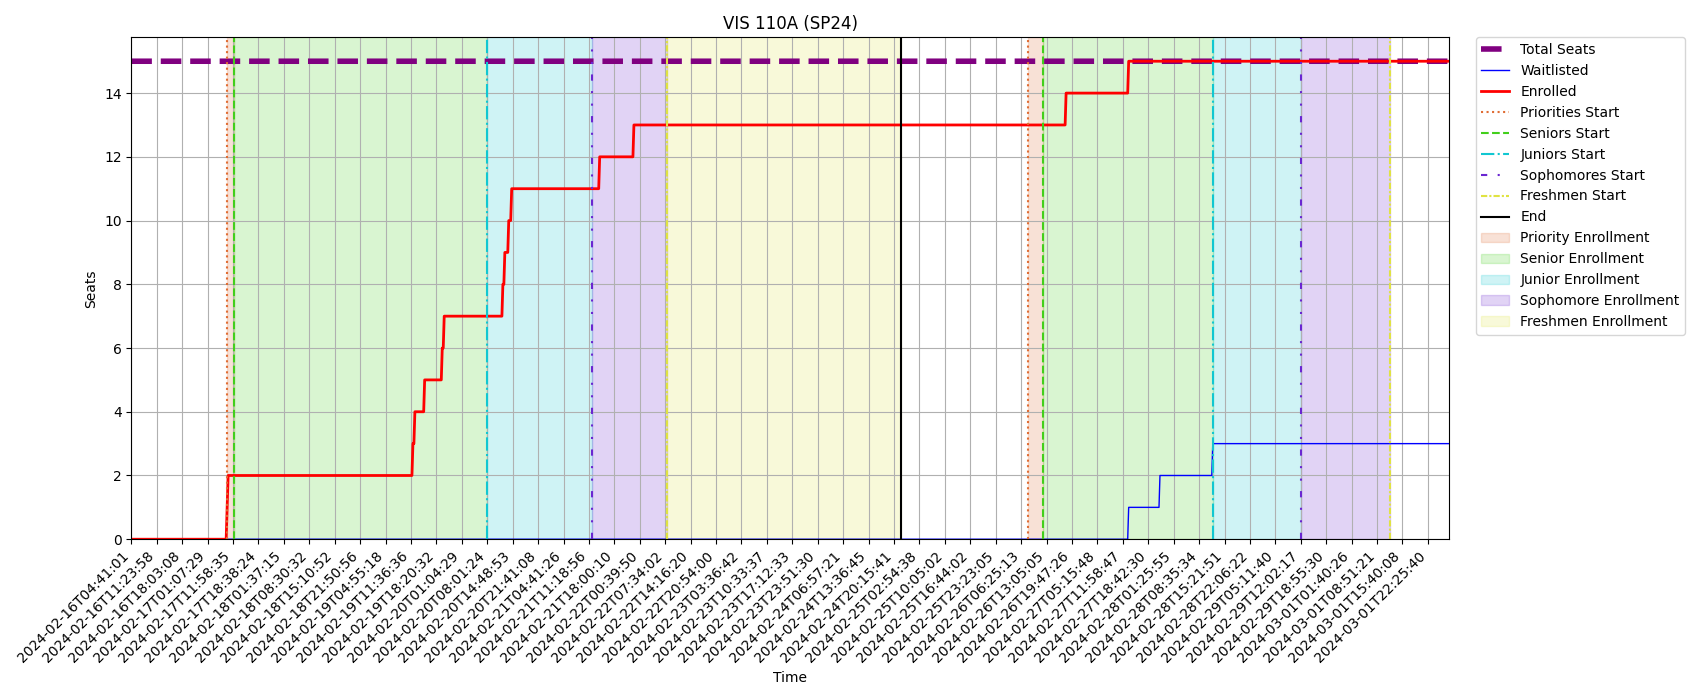 VIS 110A (SP24)
Total Seats
Waitlisted
Enrolled
Priorities Start
Seniors Start
Juniors Start
Sophomores Start
Freshmen Start
End
Priority Enrollment
Senior Enrollment
Junior Enrollment
Sophomore Enrollment
Freshmen Enrollment
Seats
14
12
10
8
6
4
2
0
2024-02-16T04:41:01
2024-02-16T11:23:58
2024-02-16T18:03:08
2024-02-17T01:07:29
2024-02-17T11:58:35
2024-02-17T18:38:24
2024-02-18T01:37:15
2024-02-18T08:30:32
2024-02-18T15:10:52
2024-02-18T21:50:56
2024-02-19T04:55:18
2024-02-19T11:36:36
2024-02-19T18:20:32
2024-02-20T01:04:29
2024-02-20T08:01:24
2024-02-20T14:48:53
2024-02-20T21:41:08
2024-02-21T04:41:26
2024-02-21T11:18:56
2024-02-21T18:00:10
2024-02-22T00:39:50
2024-02-22T07:34:02
2024-02-22T14:16:20
2024-02-22T20:54:00
2024-02-23T03:36:42
2024-02-23T10:33:37
2024-02-23T17:12:33
2024-02-23T23:51:30
2024-02-24T06:57:21
2024-02-24T13:36:45
2024-02-24T20:15:41
2024-02-25T02:54:38
2024-02-25T10:05:02
2024-02-25T16:44:02
2024-02-25T23:23:05
2024-02-26T06:25:13
2024-02-26T13:05:05
2024-02-26T19:47:26
2024-02-27T05:15:48
2024-02-27T11:58:47
2024-02-27T18:42:30
2024-02-28T01:25:55
2024-02-28T08:35:34
2024-02-28T15:21:51
2024-02-28T22:06:22
2024-02-29T05:11:40
2024-02-29T12:02:17
2024-02-29T18:55:30
2024-03-01T01:40:26
2024-03-01T08:51:21
2024-03-01T15:40:08
2024-03-01T22:25:40
Time